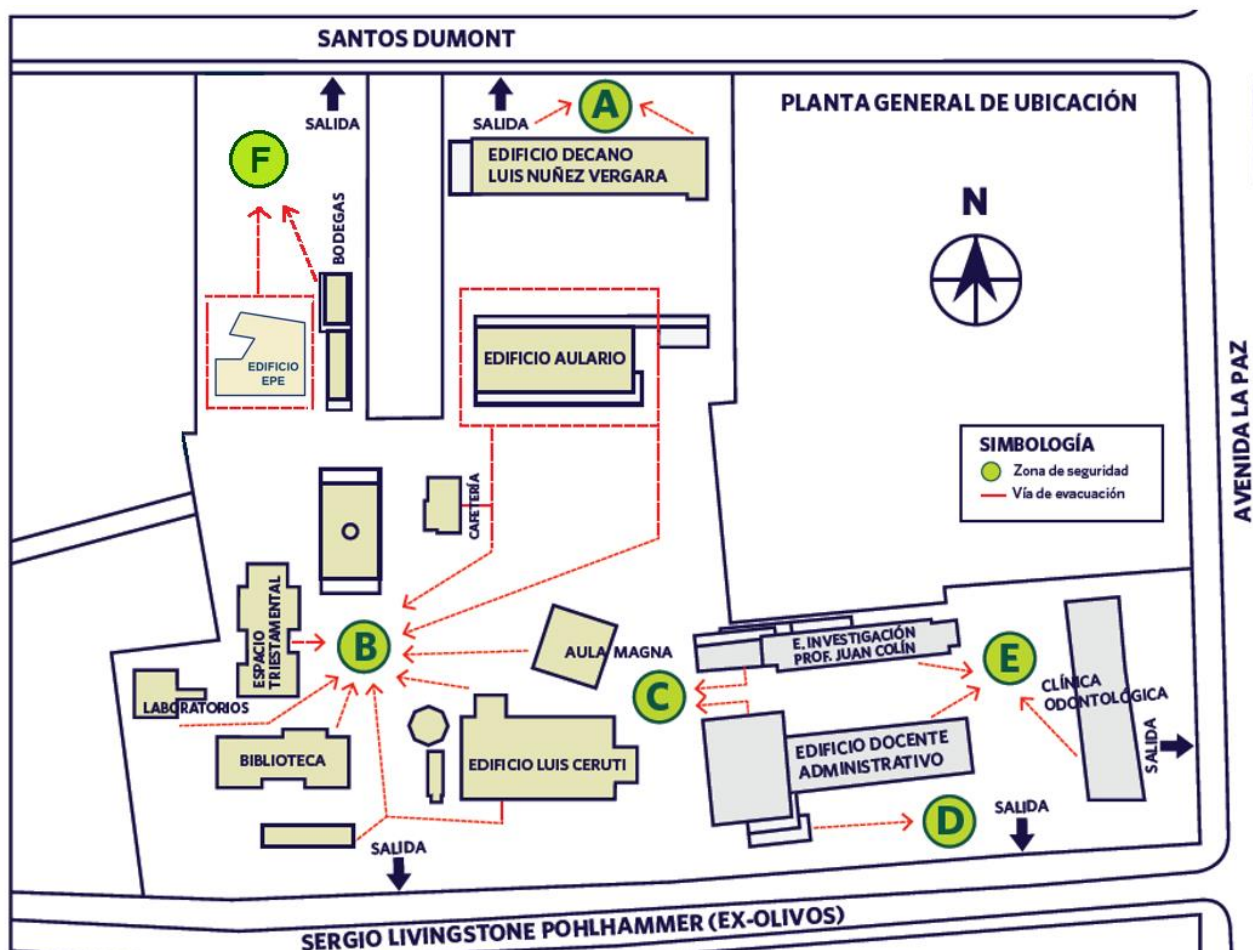 SANTOS DUMONT
PLANTA GENERAL DE UBICACIÓN
A
SALIDA
SALIDA
F
EDIFICIO DECANO
LUIS NUÑEZ VERGARA
BODEGAS
N
EDIFICIO AULARIO
EDIFICIO
EPE
AVENIDA LA PAZ
SIMBOLOGÍA
Zona de seguridad
Vía de evacuación
CAFETERÍA
ESPACIO
TRIESTAMENTAL
B
AULA MAGNA
E. INVESTIGACIÓN
PROF. JUAN COLÍN
E
C
CLÍNICA
ODONTOLÓGICA
LABORATORIOS
BIBLIOTECA
EDIFICIO LUIS CERUTI
EDIFICIO DOCENTE
ADMINISTRATIVO
SALIDA
D
SALIDA
SALIDA
SERGIO LIVINGSTONE POHLHAMMER (EX-OLIVOS)